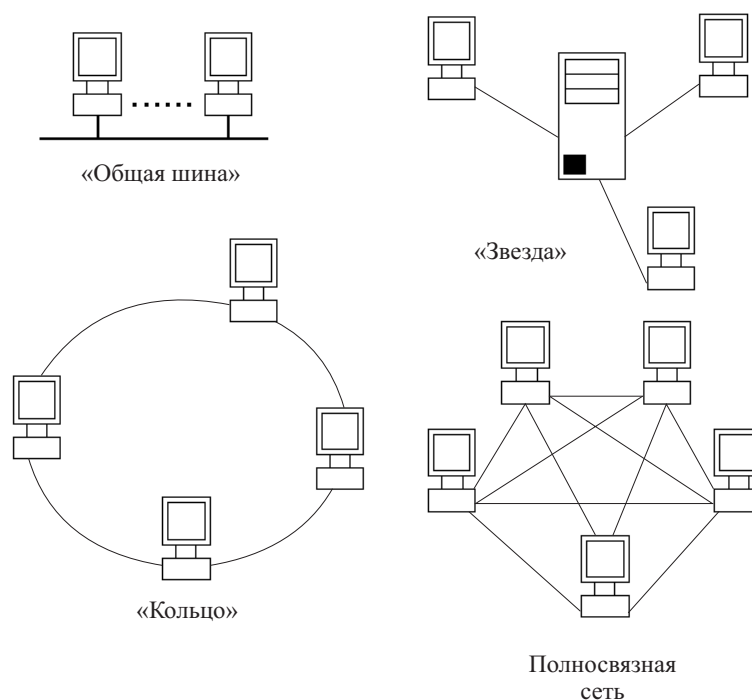 «Общая шина»
«Звезда»
«Кольцо»
Полносвязная
сеть